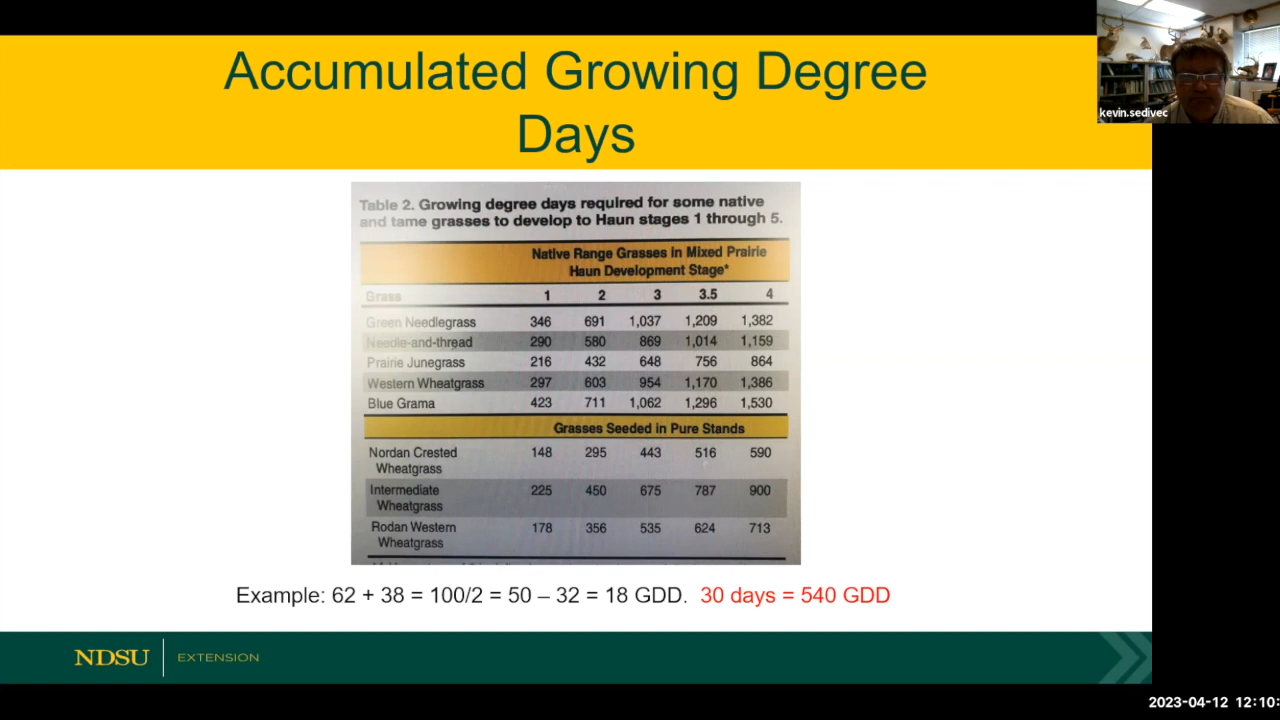 Accumulated Growing Degree
Days
kevin.sedivec
Table 2. Growing degree days required for some native
and tame grasses to develop to Haun stages 1 through 5.
Native Range Grasses in Mixed Prairie
Haun Development Stage*
Grass 1 2 3 3.5 4
Green Needlegrass 346 691 1,037 1,209 1,382
Needle-and-thread 290 580 869 1,014 1,159
Prairie Junegrass 216 432 648 756 864
Western Wheatgrass 297 603 954 1,170 1,386
Blue Grama 423 711 1,062 1,296 1,530
Grasses Seeded in Pure Stands
Nordan Crested 148 295 443 516 590
Wheatgrass
Intermediate 225 450 675 787 900
Wheatgrass
Rodan Western 178 356 535 624 713
Wheatgrass
Example: 62 + 38 = 100/2 = 50 – 32 = 18 GDD. 30 days = 540 GDD
NDSU EXTENSION
2023-04-12 12:10: